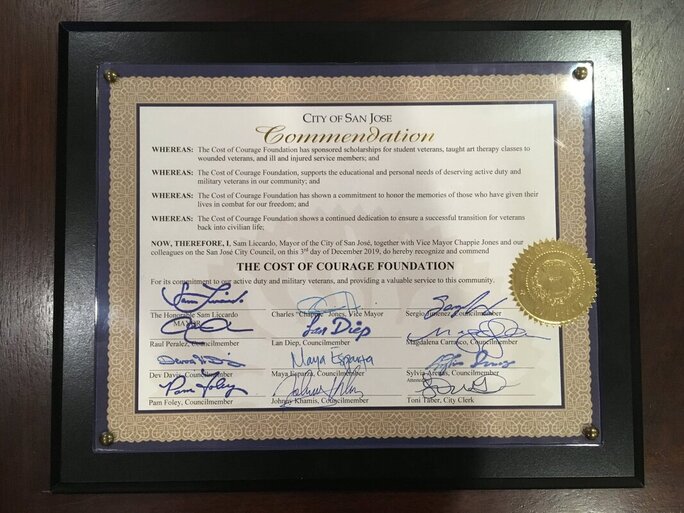 CITY OF SAN JOSE
Commendation
WHEREAS: The Cost of Courage Foundation has sponsored scholarships for student veterans, taught art therapy classes to
wounded veterans, and ill and injured service members; and
WHEREAS: The Cost of Courage Foundation, supports the educational and personal needs of deserving active duty and
military veterans in our community; and
WHEREAS: The Cost of Courage Foundation has shown a commitment to honor the memories of those who have given their
lives in combat for our freedom; and
WHEREAS: The Cost of Courage Foundation shows a continued dedication to ensure a successful transition for veterans
back into civilian life;
NOW, THEREFORE, I, Sam Liccardo, Mayor of the City of San José, together with Vice Mayor Chappie Jones and our
colleagues on the San José City Council, on this 3rd day of December 2019, do hereby recognize and commend
THE COST OF COURAGE FOUNDATION
For its commitment to our active duty and military veterans, and providing a valuable service to this community.
Sam Liccardo
The Honorable Sam Liccardo Charles "Chappie" Jones, Vice Mayor Sergio Jimenez, Councilmember
MAYOR
Lan Diep
Raul Peralez, Councilmember Lan Diep, Councilmember Magdalena Carrasco, Councilmember
Dev Davis Maya Esparza
Dev Davis, Councilmember Maya Esparza, Councilmember Sylvia Arenas, Councilmember
Attest:
Pam Foley
Pam Foley, Councilmember Johnny Khamis, Councilmember Toni Taber, City Clerk